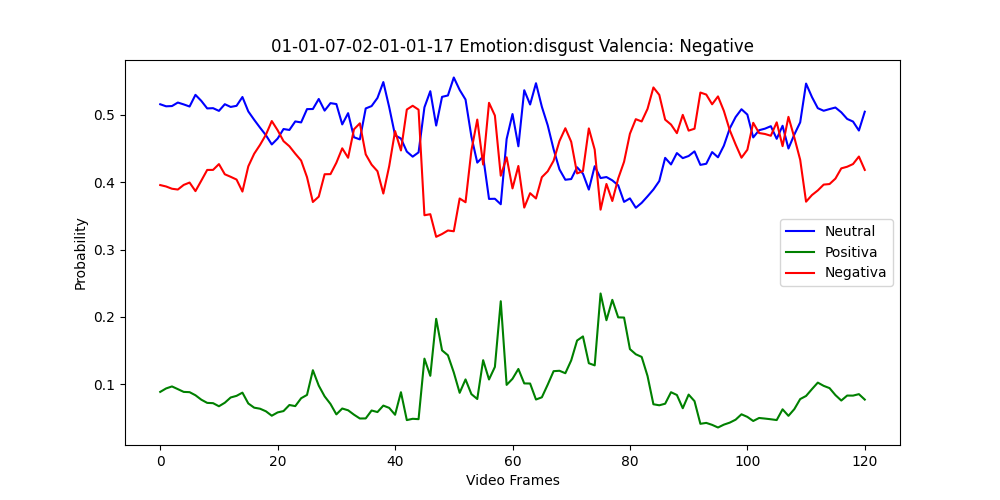 01-01-07-02-01-01-17 Emotion:disgust Valencia: Negative
0.5
0.4
0.3
0.2
0.1
Probability
Neutral
Positiva
Negativa
0 20 40 60 80 100 120
Video Frames